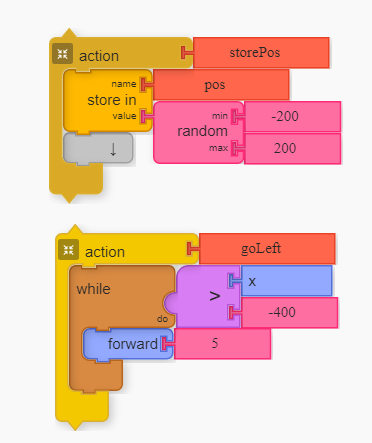 action storePos
name pos
store in
value min -200
random
max 200
↓
action goLeft
while > x
-400
do
forward 5